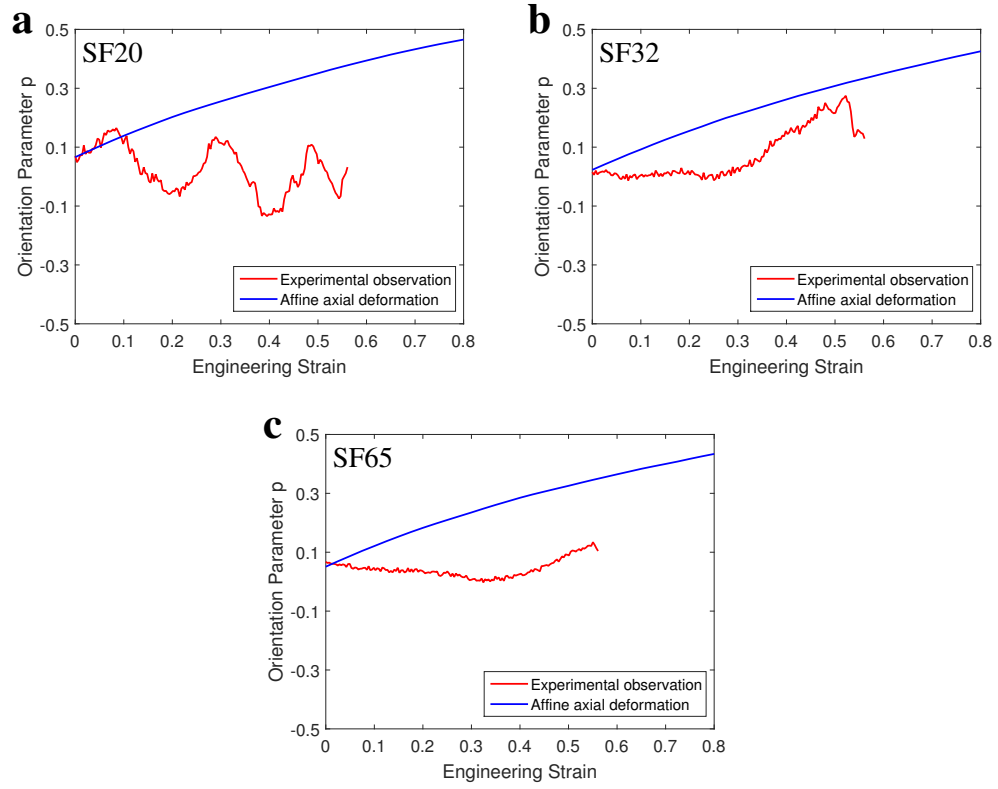 a
SF20
Orientation Parameter p
0.5
0.3
0.1
-0.1
-0.3
-0.5
Experimental observation
Affine axial deformation
0 0.1 0.2 0.3 0.4 0.5 0.6 0.7 0.8
Engineering Strain
b
SF32
Orientation Parameter p
0.5
0.3
0.1
-0.1
-0.3
-0.5
Experimental observation
Affine axial deformation
0 0.1 0.2 0.3 0.4 0.5 0.6 0.7 0.8
Engineering Strain
c
SF65
Orientation Parameter p
0.5
0.3
0.1
-0.1
-0.3
-0.5
Experimental observation
Affine axial deformation
0 0.1 0.2 0.3 0.4 0.5 0.6 0.7 0.8
Engineering Strain